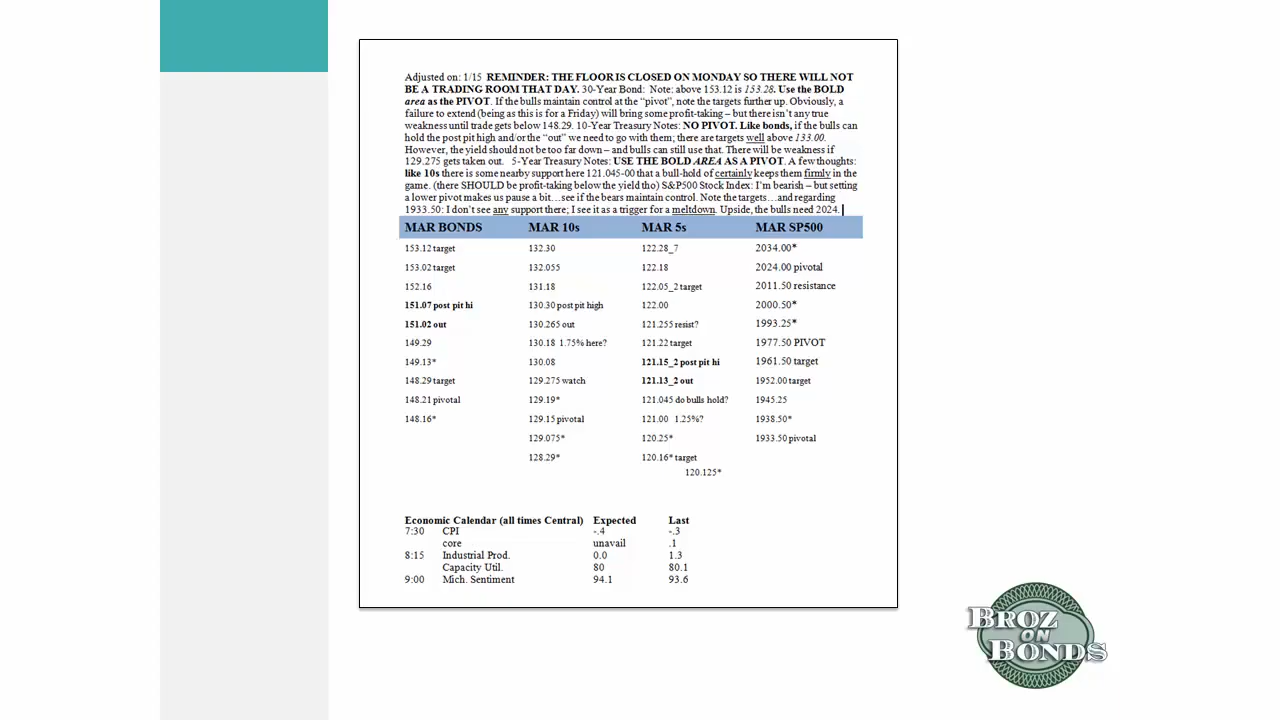 Adjusted on: 1/15 REMINDER: THE FLOOR IS CLOSED ON MONDAY SO THERE WILL NOT
BE A TRADING ROOM THAT DAY. 30-Year Bond: Note: above 153.12 is 153.28. Use the BOLD
area as the PIVOT. If the bulls maintain control at the “pivot”, note the targets further up. Obviously, a
failure to extend (being as this is for a Friday) will bring some profit-taking – but there isn’t any true
weakness until trade gets below 148.29. 10-Year Treasury Notes: NO PIVOT. Like bonds, if the bulls can
hold the post pit high and/or the “out” we need to go with them; there are targets well above 133.00.
However, the yield should not be too far down – and bulls can still use that. There will be weakness if
129.275 gets taken out. 5-Year Treasury Notes: USE THE BOLD AREA AS A PIVOT. A few thoughts:
like 10s there is some nearby support here 121.045-00 that a bull-hold of certainly keeps them firmly in the
game. (there SHOULD be profit-taking below the yield tho) S&P500 Stock Index: I’m bearish – but setting
a lower pivot makes us pause a bit…see if the bears maintain control. Note the targets…and regarding
1933.50: I don’t see any support there; I see it as a trigger for a meltdown. Upside, the bulls need 2024.
MAR BONDS MAR 10s MAR 5s MAR SP500
153.12 target 132.30 122.28_7 2034.00*
153.02 target 132.055 122.18 2024.00 pivotal
152.16 131.18 122.05_2 target 2011.50 resistance
151.07 post pit hi 130.30 post pit high 122.00 2000.50*
151.02 out 130.265 out 121.255 resist? 1993.25*
149.29 130.18 1.75% here? 121.22 target 1977.50 PIVOT
149.13* 130.08 121.15_2 post pit hi 1961.50 target
148.29 target 129.275 watch 121.13_2 out 1952.00 target
148.21 pivotal 129.19* 121.045 do bulls hold? 1945.25
148.16* 129.15 pivotal 121.00 1.25%? 1938.50*
129.075* 120.25* 1933.50 pivotal
128.29* 120.16* target
120.125*
Economic Calendar (all times Central) Expected Last
7:30 CPI -.4 -.3
core unavail .1
8:15 Industrial Prod. 0.0 1.3
Capacity Util. 80 80.1
9:00 Mich. Sentiment 94.1 93.6
BROZ
ON
BONDS